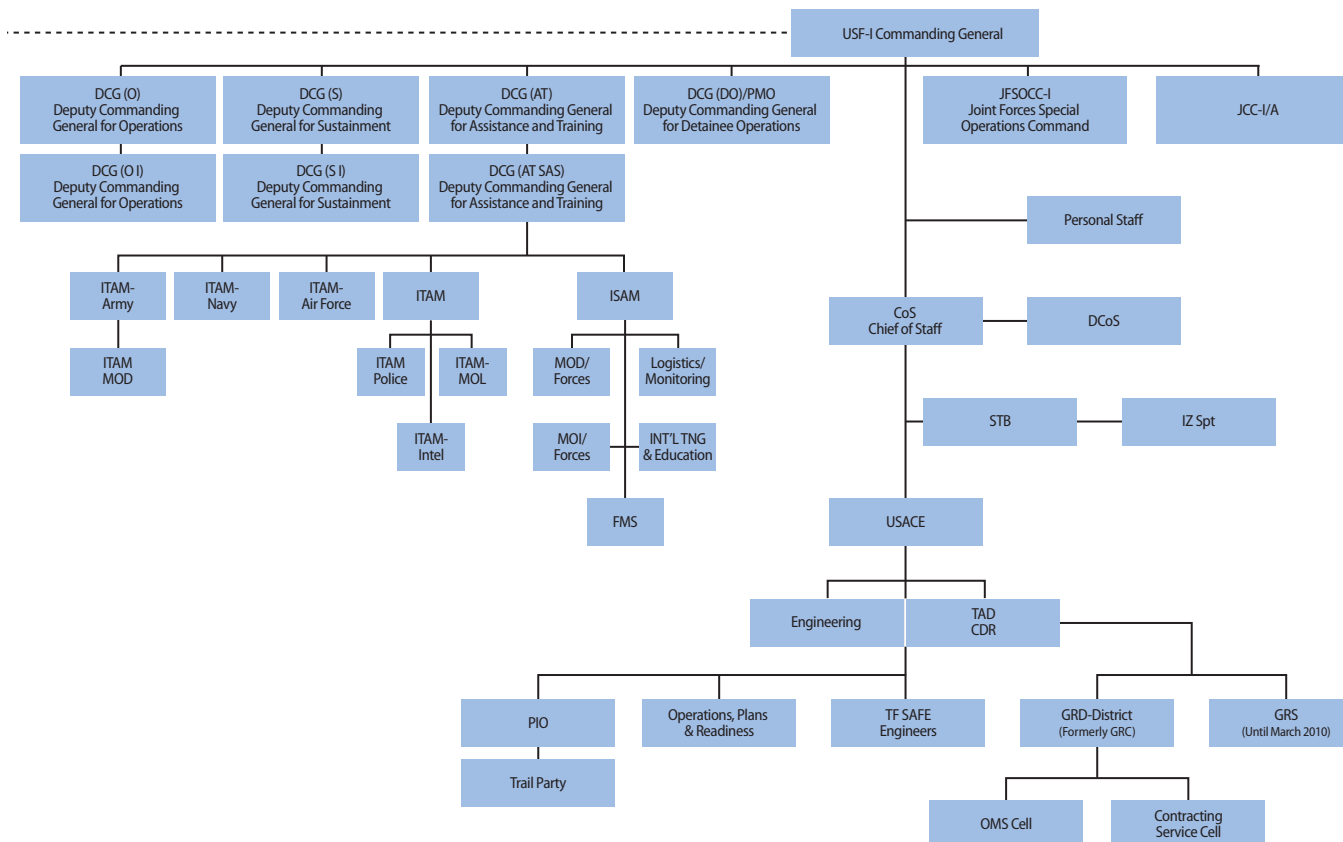 USF-I Commanding General
DCG (O)
Deputy Commanding
General for Operations
DCG (S)
Deputy Commanding
General for Sustainment
DCG (AT)
Deputy Commanding General
for Assistance and Training
DCG (DO)/PMO
Deputy Commanding General
for Detainee Operations
JFSOCC-I
Joint Forces Special
Operations Command
JCC-I/A
DCG (O I)
Deputy Commanding
General for Operations
DCG (S I)
Deputy Commanding
General for Sustainment
DCG (AT SAS)
Deputy Commanding General
for Assistance and Training
Personal Staff
ITAM-
Army
ITAM-
Navy
ITAM-
Air Force
ITAM
ISAM
CoS
Chief of Staff
DCoS
ITAM
MOD
ITAM
Police
ITAM-
MOL
MOD/
Forces
Logistics/
Monitoring
STB
IZ Spt
ITAM-
Intel
MOI/
Forces
INT'L TNG
& Education
FMS
USACE
Engineering
TAD
CDR
PIO
Operations, Plans
& Readiness
TF SAFE
Engineers
GRD-District
(Formerly GRC)
GRS
(Until March 2010)
Trail Party
OMS Cell
Contracting
Service Cell